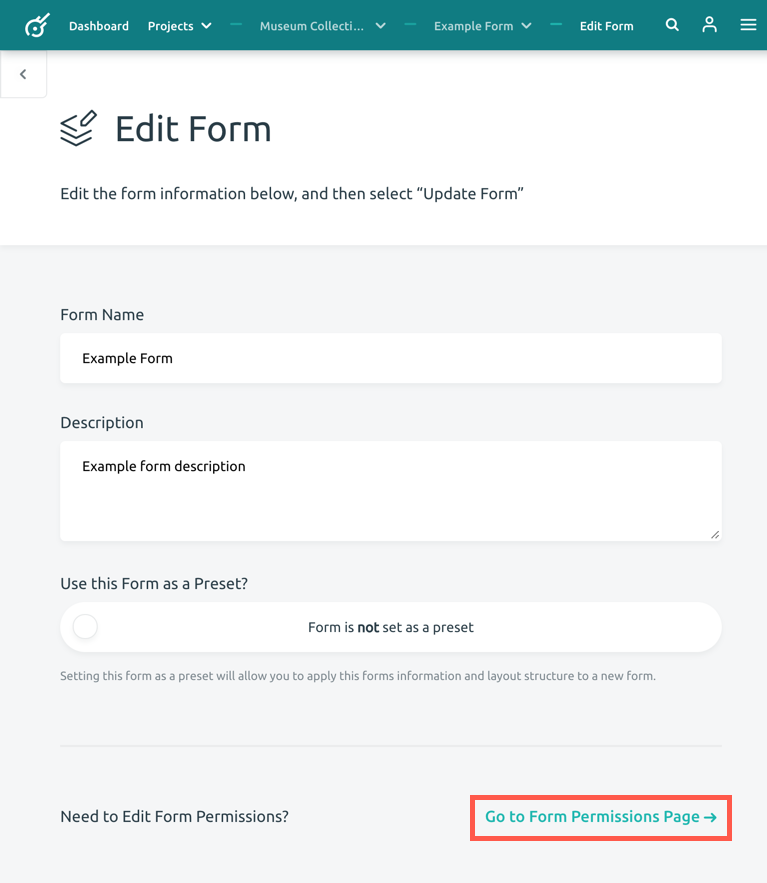 Dashboard Projects Museum Collecti... Example Form Edit Form
Edit Form
Edit the form information below, and then select “Update Form”
Form Name
Example Form
Description
Example form description
Use this Form as a Preset?
Form is not set as a preset
Setting this form as a preset will allow you to apply this forms information and layout structure to a new form.
Need to Edit Form Permissions? Go to Form Permissions Page →